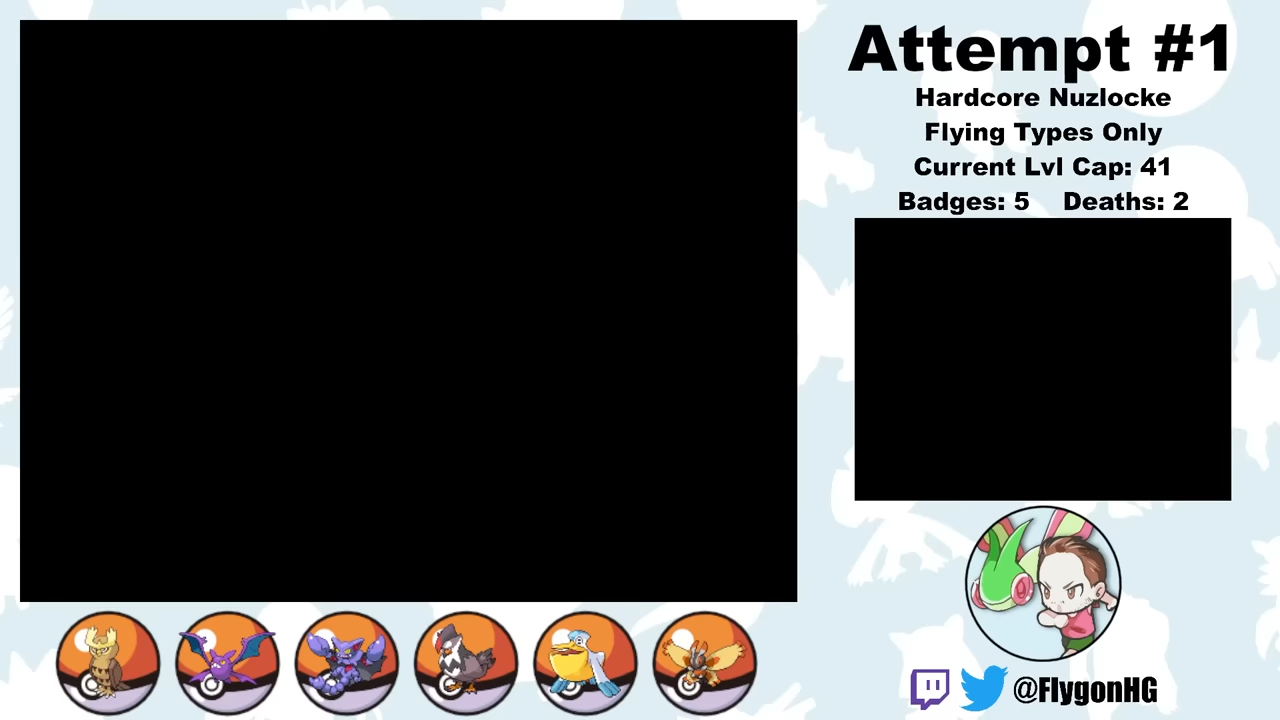 Attempt #1
Hardcore Nuzlocke
Flying Types Only
Current Lvl Cap: 41
Badges: 5 Deaths: 2
@FlygonHG